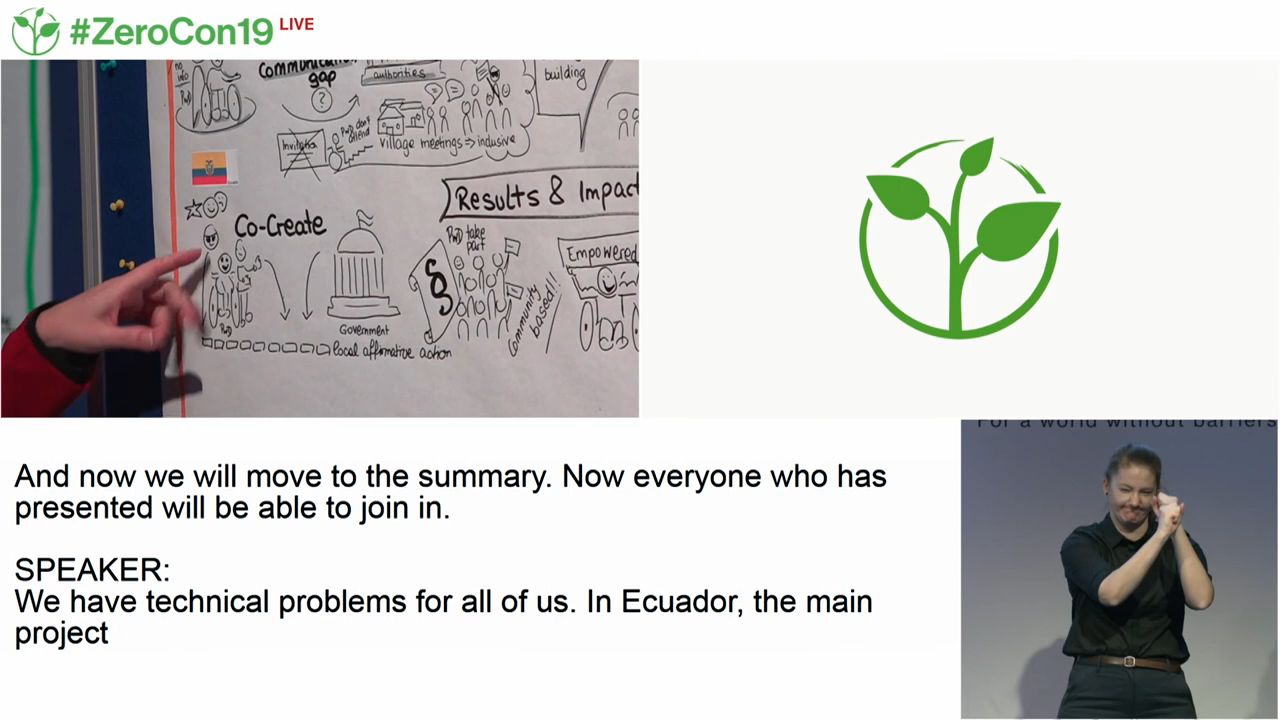 #ZeroCon19 LIVE
no
info
PwD
Communication
gap
?
authorities
building
Invitation
PwD don't
attend
village meetings => inclusive
Results & Impact
Co-Create
PwD take
part
Empowered
§
Community
based!!
PwD
Government
local affirmative action
For a world without barriers
And now we will move to the summary. Now everyone who has
presented will be able to join in.
SPEAKER:
We have technical problems for all of us. In Ecuador, the main
project